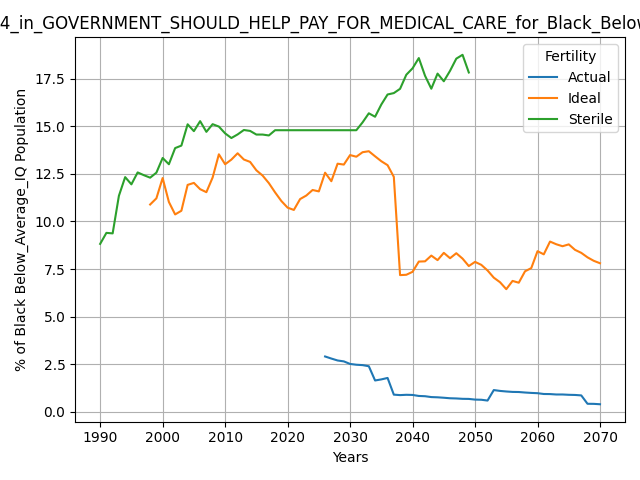 4_in_GOVERNMENT_SHOULD_HELP_PAY_FOR_MEDICAL_CARE_for_Black_Below
% of Black Below_Average_IQ Population
17.5
15.0
12.5
10.0
7.5
5.0
2.5
0.0
Fertility
Actual
Ideal
Sterile
1990 2000 2010 2020 2030 2040 2050 2060 2070
Years